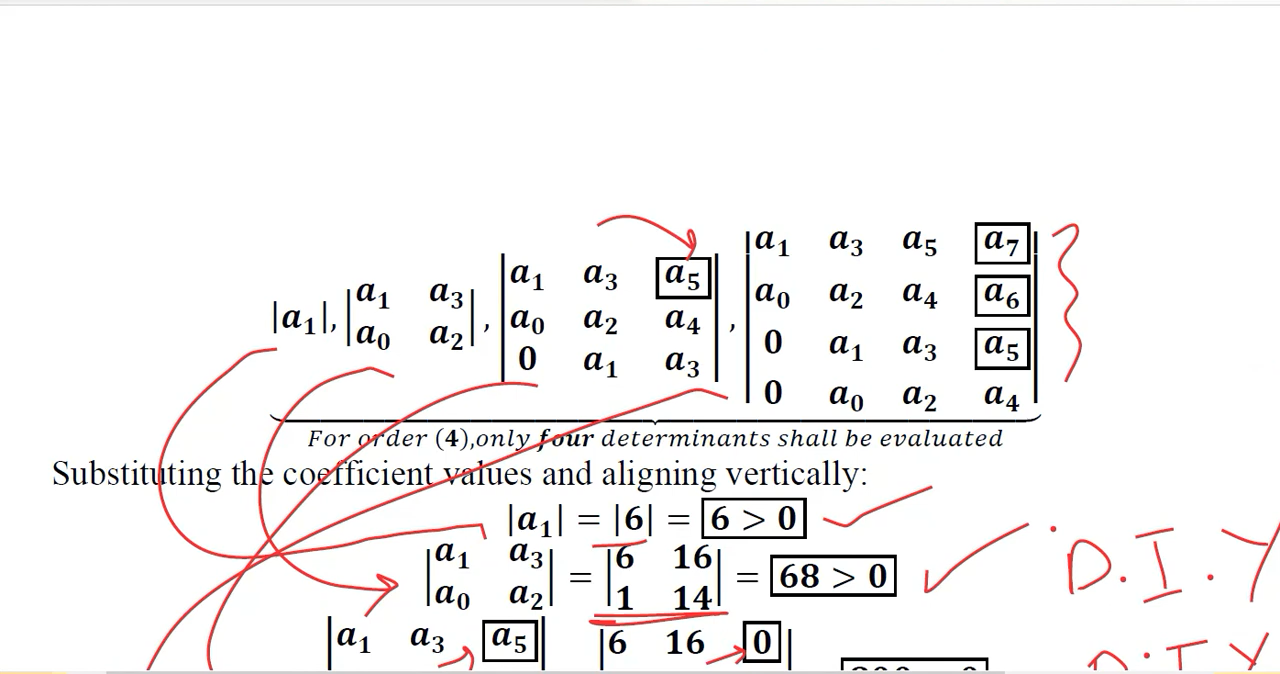 |a₁|, |a₁ a₃ a₀ a₂|, |a₁ a₃ a₅ a₀ a₂ a₄ 0 a₁ a₃|, |a₁ a₃ a₅ a₇ a₀ a₂ a₄ a₆ 0 a₁ a₃ a₅ 0 a₀ a₂ a₄|
For order (4),only four determinants shall be evaluated
Substituting the coefficient values and aligning vertically:
|a₁| = |6| = 6 > 0
|a₁ a₃ a₀ a₂| = |6 16 1 14| = 68 > 0
D.I.Y
|a₁ a₃ a₅| |6 16 0|
D.I.Y